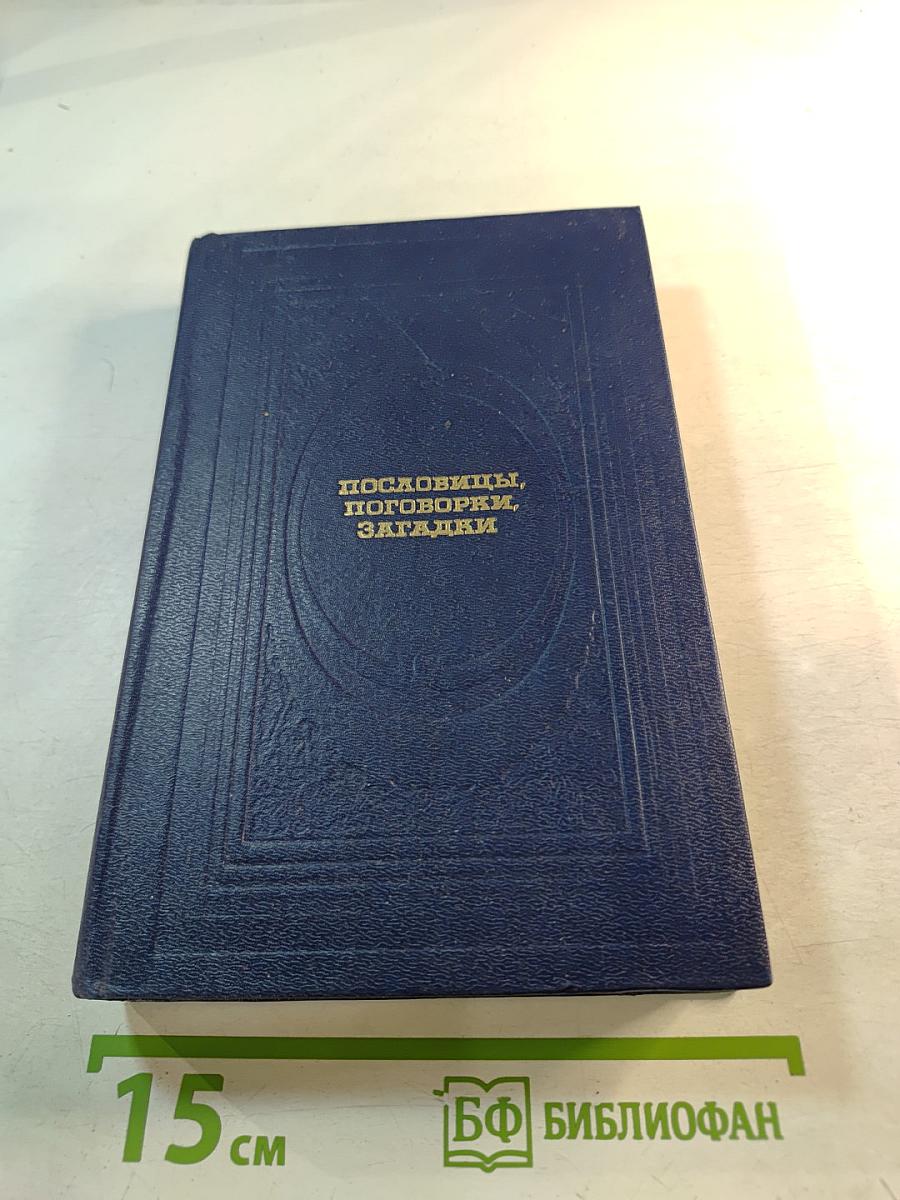 ПОСЛОВИЦЫ,
ПОГОВОРКИ,
ЗАГАДКИ
15 см
БФ БИБЛИОФАН